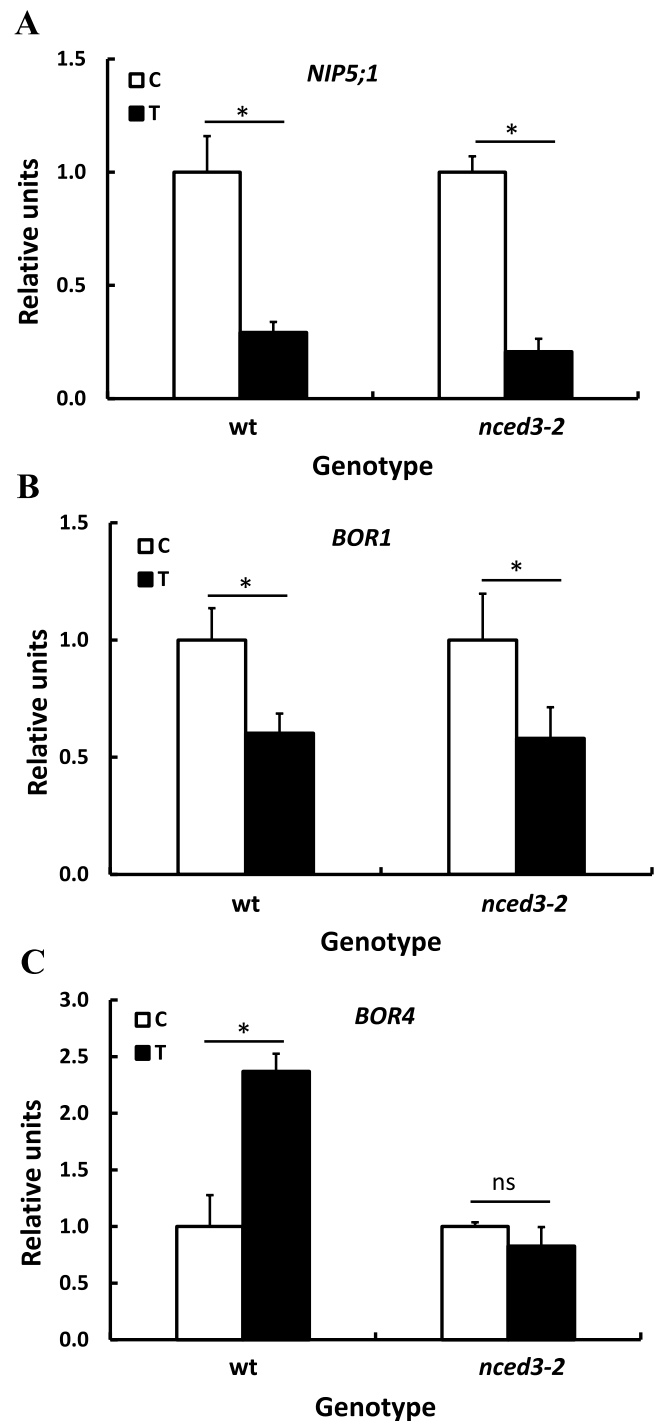 A
1.5
NIP5;1
C
T
*
*
1.0
0.5
0.0
Relative units
wt
nced3-2
Genotype
B
1.5
BOR1
C
T
*
*
1.0
0.5
0.0
Relative units
wt
nced3-2
Genotype
C
3.0
BOR4
C
T
*
2.5
2.0
1.5
ns
1.0
0.5
0.0
Relative units
wt
nced3-2
Genotype